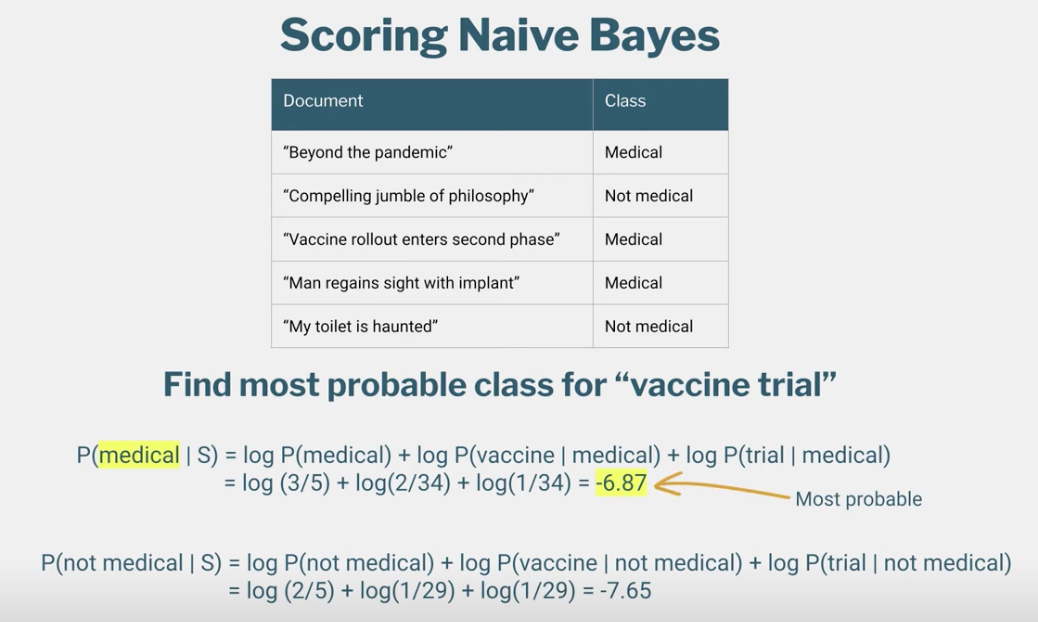 Scoring Naive Bayes
Document Class
“Beyond the pandemic” Medical
“Compelling jumble of philosophy” Not medical
“Vaccine rollout enters second phase” Medical
“Man regains sight with implant” Medical
“My toilet is haunted” Not medical
Find most probable class for “vaccine trial”
P(medical | S) = log P(medical) + log P(vaccine | medical) + log P(trial | medical)
= log (3/5) + log(2/34) + log(1/34) = -6.87
Most probable
P(not medical | S) = log P(not medical) + log P(vaccine | not medical) + log P(trial | not medical)
= log (2/5) + log(1/29) + log(1/29) = -7.65